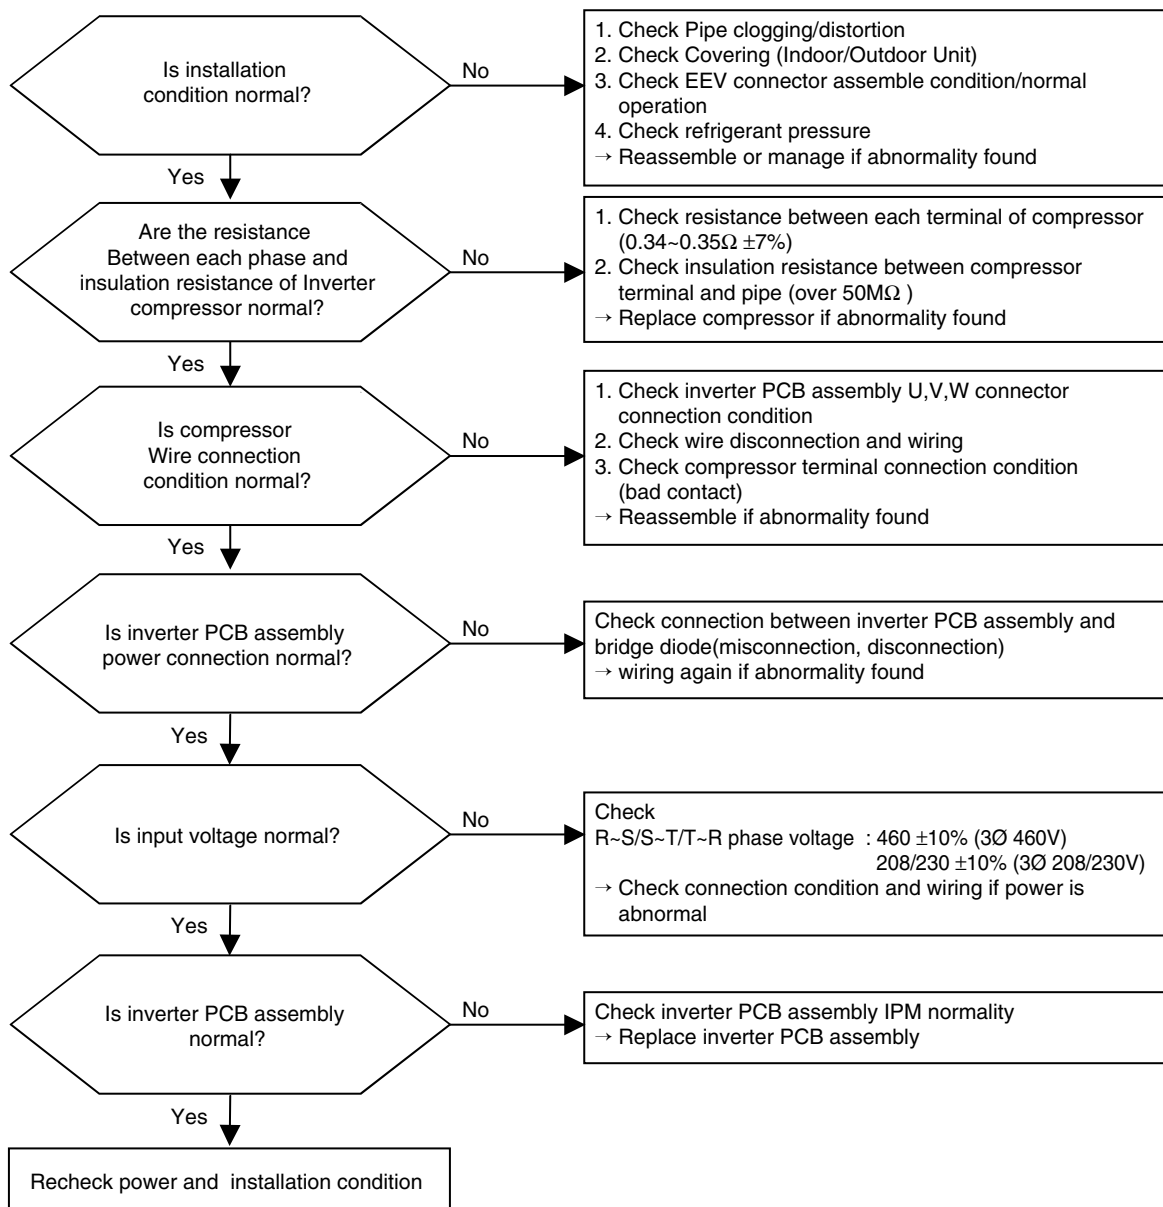 Is installation
condition normal?
No
1. Check Pipe clogging/distortion
2. Check Covering (Indoor/Outdoor Unit)
3. Check EEV connector assemble condition/normal
operation
4. Check refrigerant pressure
→ Reassemble or manage if abnormality found
Yes
Are the resistance
Between each phase and
insulation resistance of Inverter
compressor normal?
No
1. Check resistance between each terminal of compressor
(0.34~0.35Ω ±7%)
2. Check insulation resistance between compressor
terminal and pipe (over 50MΩ )
→ Replace compressor if abnormality found
Yes
Is compressor
Wire connection
condition normal?
No
1. Check inverter PCB assembly U,V,W connector
connection condition
2. Check wire disconnection and wiring
3. Check compressor terminal connection condition
(bad contact)
→ Reassemble if abnormality found
Yes
Is inverter PCB assembly
power connection normal?
No
Check connection between inverter PCB assembly and
bridge diode(misconnection, disconnection)
→ wiring again if abnormality found
Yes
Is input voltage normal?
No
Check
R~S/S~T/T~R phase voltage : 460 ±10% (3Ø 460V)
208/230 ±10% (3Ø 208/230V)
→ Check connection condition and wiring if power is
abnormal
Yes
Is inverter PCB assembly
normal?
No
Check inverter PCB assembly IPM normality
→ Replace inverter PCB assembly
Yes
Recheck power and installation condition